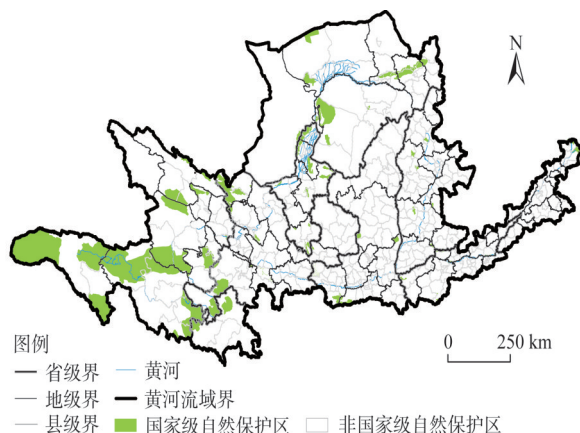 N
图例
省级界 黄河
地级界 黄河流域界
县级界 国家级自然保护区 非国家级自然保护区
0 250 km